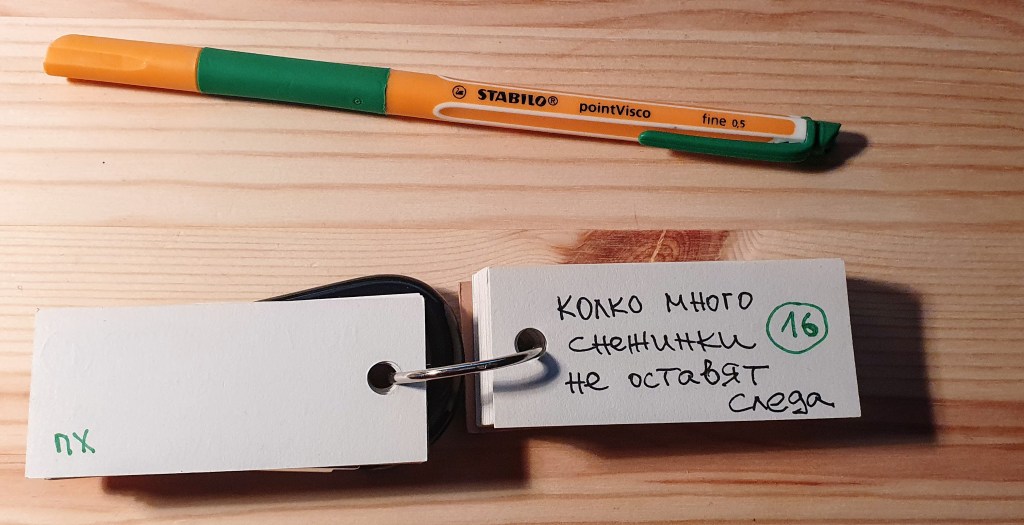 STABILO® pointVisco fine 0,5
колко много
снежинки
не оставят
следа
16
пх